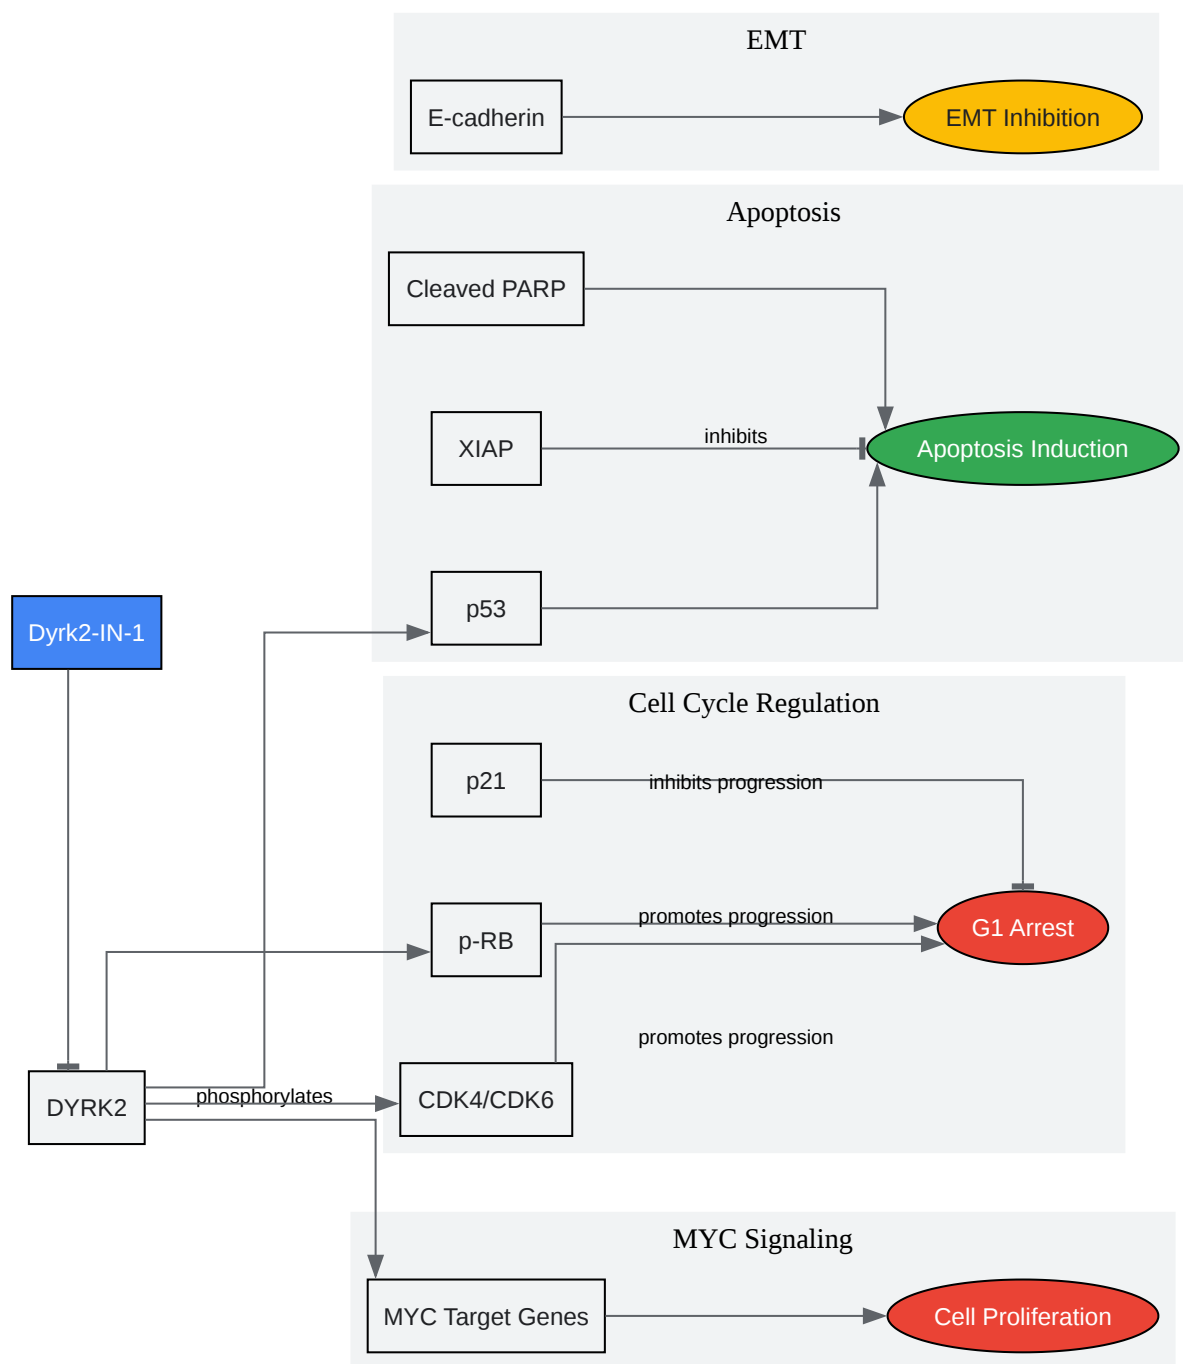 EMT
E-cadherin
EMT Inhibition
Apoptosis
Cleaved PARP
XIAP
inhibits
Apoptosis Induction
p53
Dyrk2-IN-1
Cell Cycle Regulation
p21
inhibits progression
p-RB
promotes progression
G1 Arrest
promotes progression
DYRK2
phosphorylates
CDK4/CDK6
MYC Signaling
MYC Target Genes
Cell Proliferation